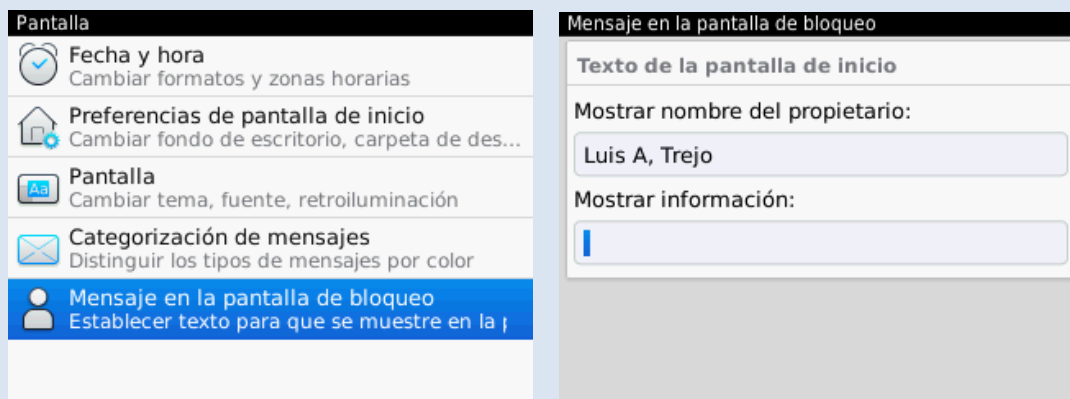 Pantalla
Fecha y hora
Cambiar formatos y zonas horarias
Preferencias de pantalla de inicio
Cambiar fondo de escritorio, carpeta de des...
Pantalla
Cambiar tema, fuente, retroiluminación
Categorización de mensajes
Distinguir los tipos de mensajes por color
Mensaje en la pantalla de bloqueo
Establecer texto para que se muestre en la
Mensaje en la pantalla de bloqueo
Texto de la pantalla de inicio
Mostrar nombre del propietario:
Luis A, Trejo
Mostrar información: